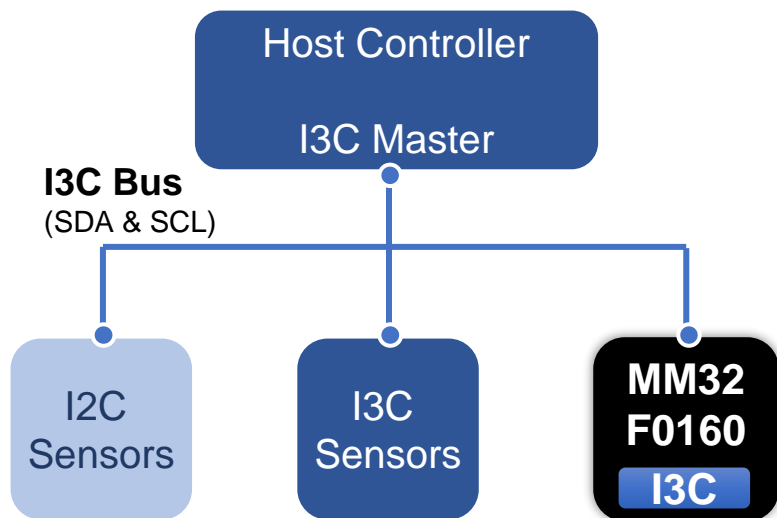 Host Controller
I3C Master
I3C Bus
(SDA & SCL)
I2C
Sensors
I3C
Sensors
MM32
F0160
I3C